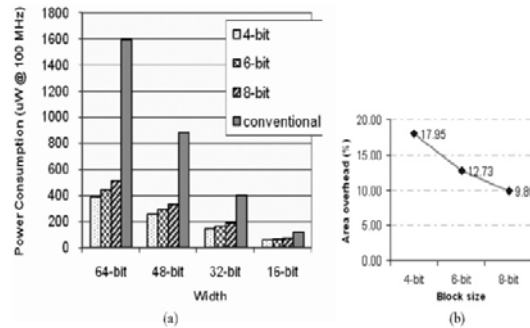 Power Consumption (uW @ 100 MHz)
1800
1600
1400
1200
1000
800
600
400
200
0
4-bit
6-bit
8-bit
conventional
64-bit
48-bit
32-bit
16-bit
Width
(a)
Area overhead (%)
20.00
15.00
10.00
5.00
0.00
17.95
12.73
4-bit
6-bit
8-bit
Block size
(b)